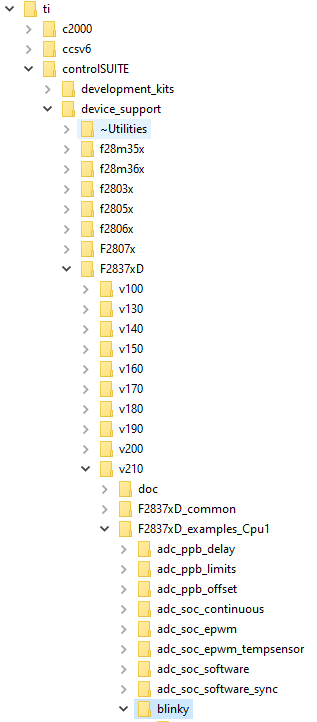 ti
c2000
ccsv6
controlSUITE
development_kits
device_support
~Utilities
f28m35x
f28m36x
f2803x
f2805x
f2806x
F2807x
F2837xD
v100
v130
v140
v150
v160
v170
v180
v190
v200
v210
doc
F2837xD_common
F2837xD_examples_Cpu1
adc_ppb_delay
adc_ppb_limits
adc_ppb_offset
adc_soc_continuous
adc_soc_epwm
adc_soc_epwm_tempsensor
adc_soc_software
adc_soc_software_sync
blinky